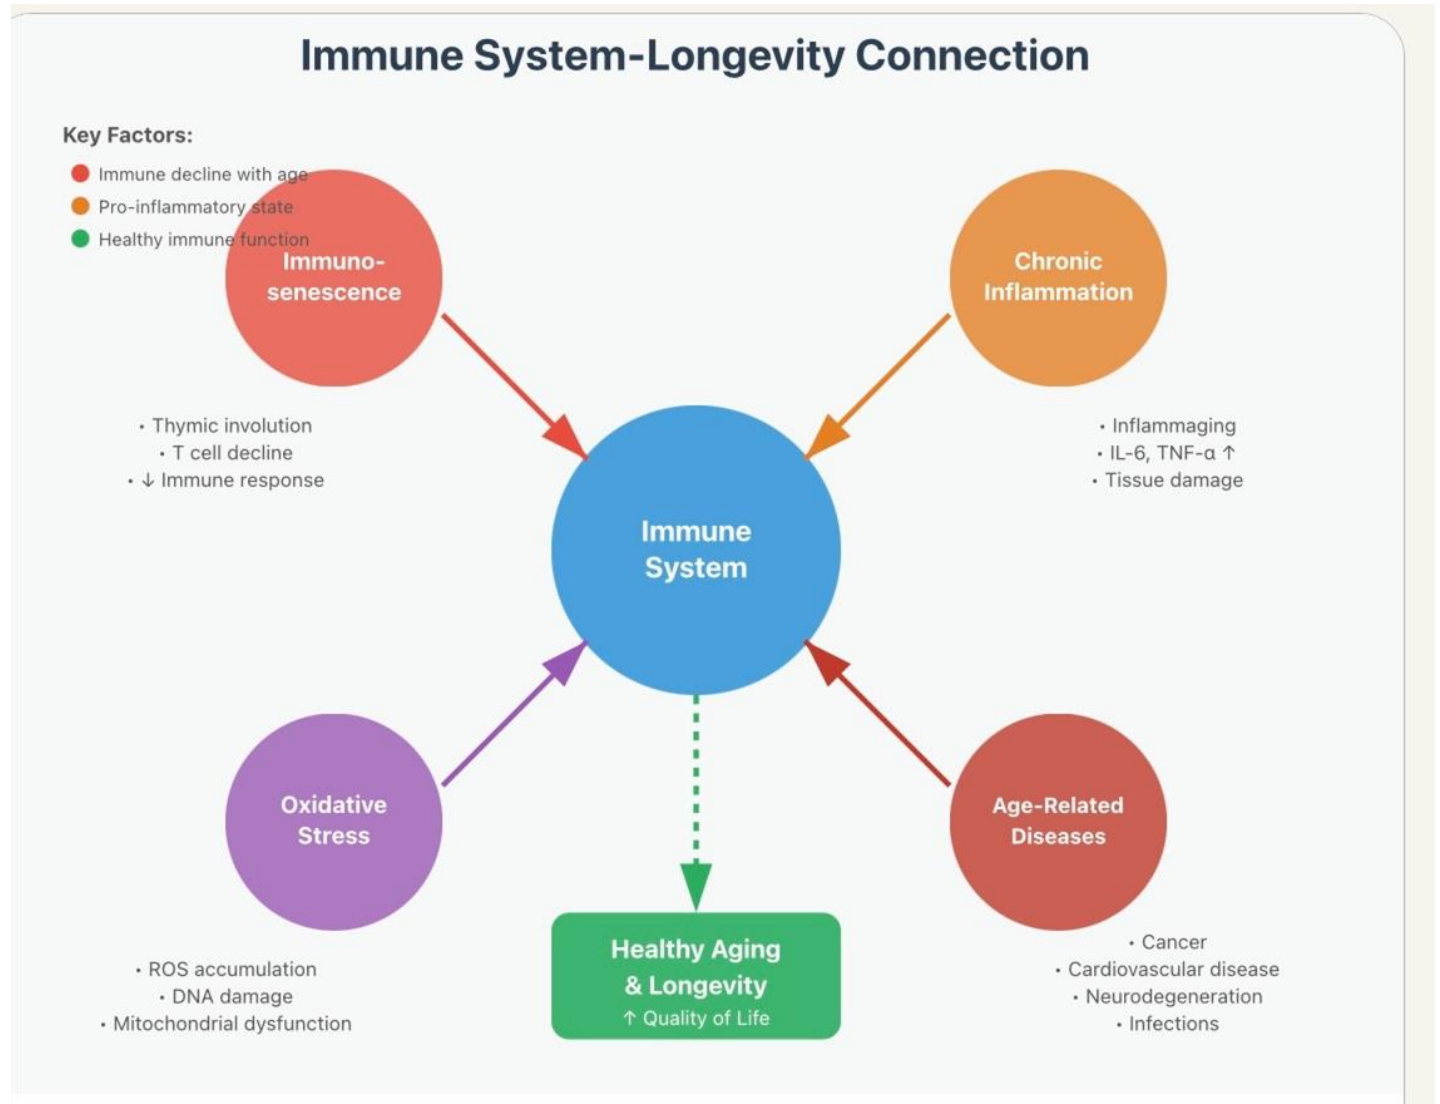 Immune System-Longevity Connection
Key Factors:
Immune decline with age
Pro-inflammatory state
Healthy immune function
Immuno-
senescence
• Thymic involution
• T cell decline
• ↓ Immune response
Chronic
Inflammation
• Inflammaging
• IL-6, TNF-α ↑
• Tissue damage
Immune
System
Oxidative
Stress
• ROS accumulation
• DNA damage
• Mitochondrial dysfunction
Healthy Aging
& Longevity
↑ Quality of Life
Age-Related
Diseases
• Cancer
• Cardiovascular disease
• Neurodegeneration
• Infections